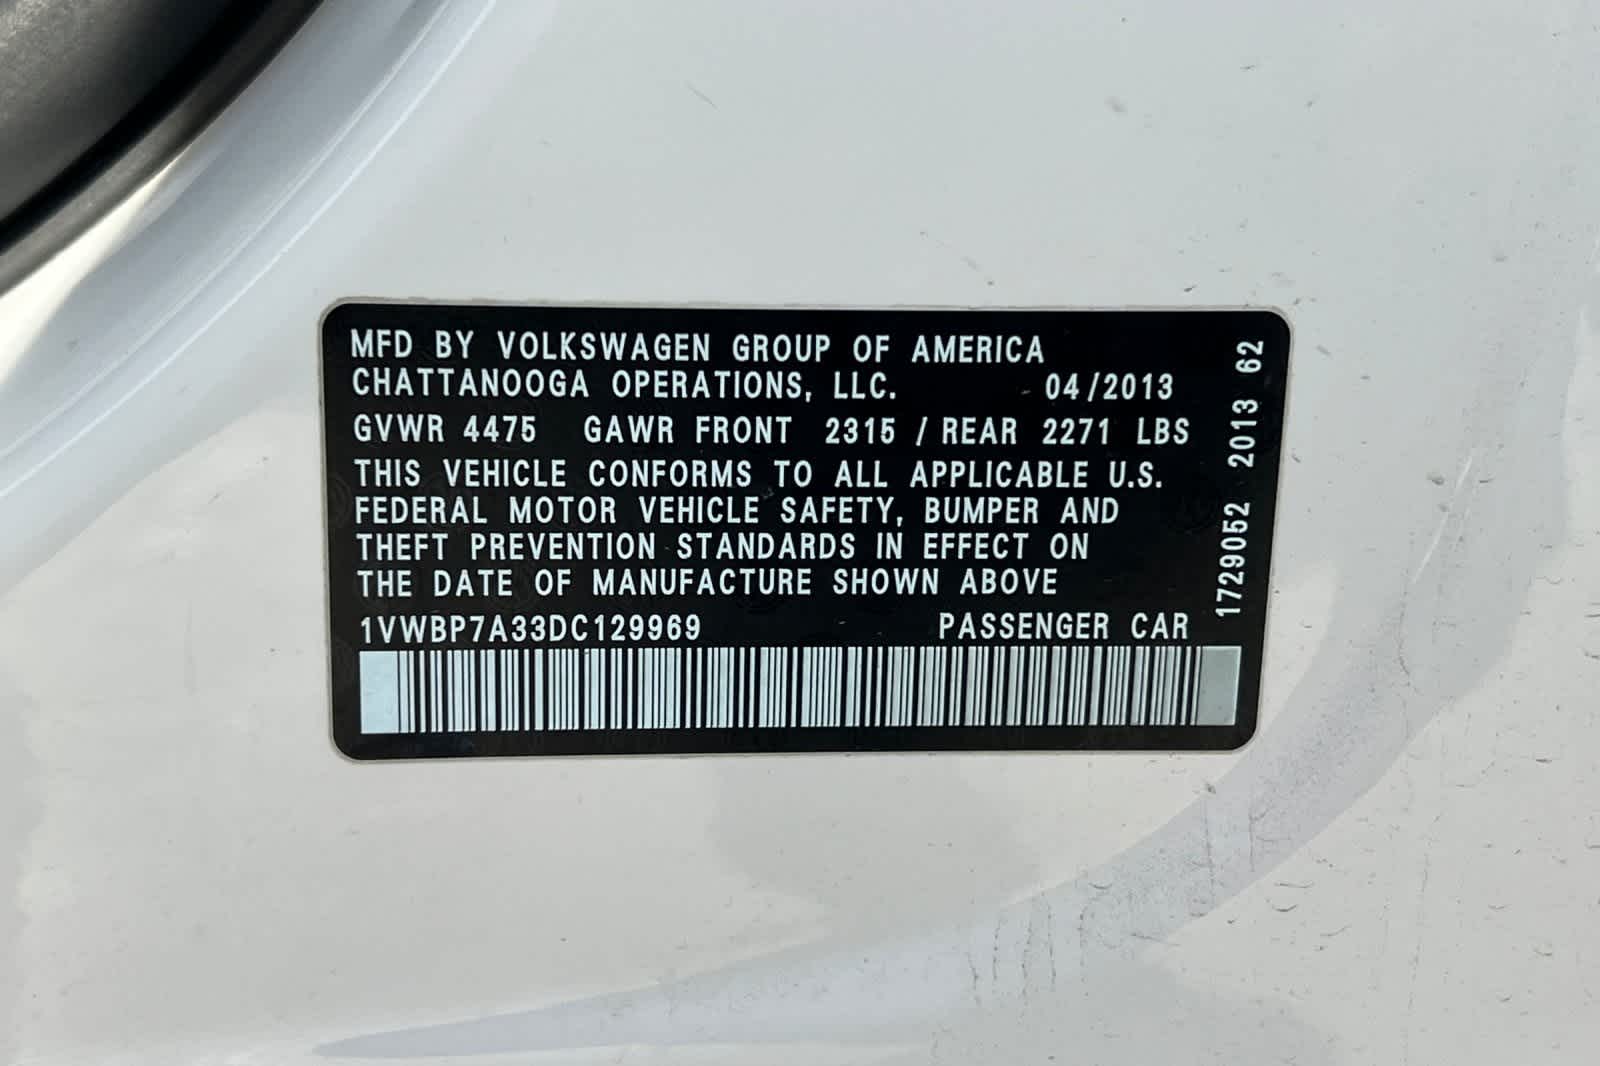 MFD BY VOLKSWAGEN GROUP OF AMERICA
CHATTANOOGA OPERATIONS, LLC. 04/2013
GVWR 4475 GAWR FRONT 2315 / REAR 2271 LBS
THIS VEHICLE CONFORMS TO ALL APPLICABLE U.S.
FEDERAL MOTOR VEHICLE SAFETY, BUMPER AND
THEFT PREVENTION STANDARDS IN EFFECT ON
THE DATE OF MANUFACTURE SHOWN ABOVE
1VWBP7A33DC129969 PASSENGER CAR
1729052 2013 62